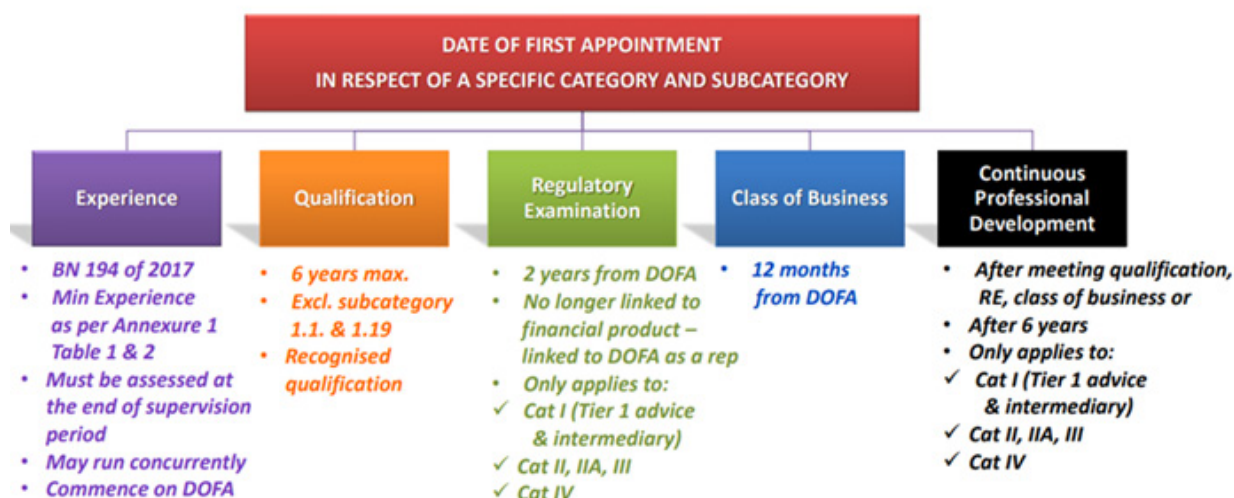 DATE OF FIRST APPOINTMENT
IN RESPECT OF A SPECIFIC CATEGORY AND SUBCATEGORY
Experience
• BN 194 of 2017
• Min Experience
as per Annexure 1
Table 1 & 2
• Must be assessed at
the end of supervision
period
• May run concurrently
• Commence on DOFA
Qualification
• 6 years max.
• Excl. subcategory
1.1. & 1.19
• Recognised
qualification
Regulatory
Examination
• 2 years from DOFA
• No longer linked to
financial product –
linked to DOFA as a rep
• Only applies to:
✓ Cat I (Tier 1 advice
& intermediary)
✓ Cat II, IIA, III
✓ Cat IV
Class of Business
• 12 months
from DOFA
Continuous
Professional
Development
• After meeting qualification,
RE, class of business or
• After 6 years
• Only applies to:
✓ Cat I (Tier 1 advice
& intermediary)
✓ Cat II, IIA, III
✓ Cat IV